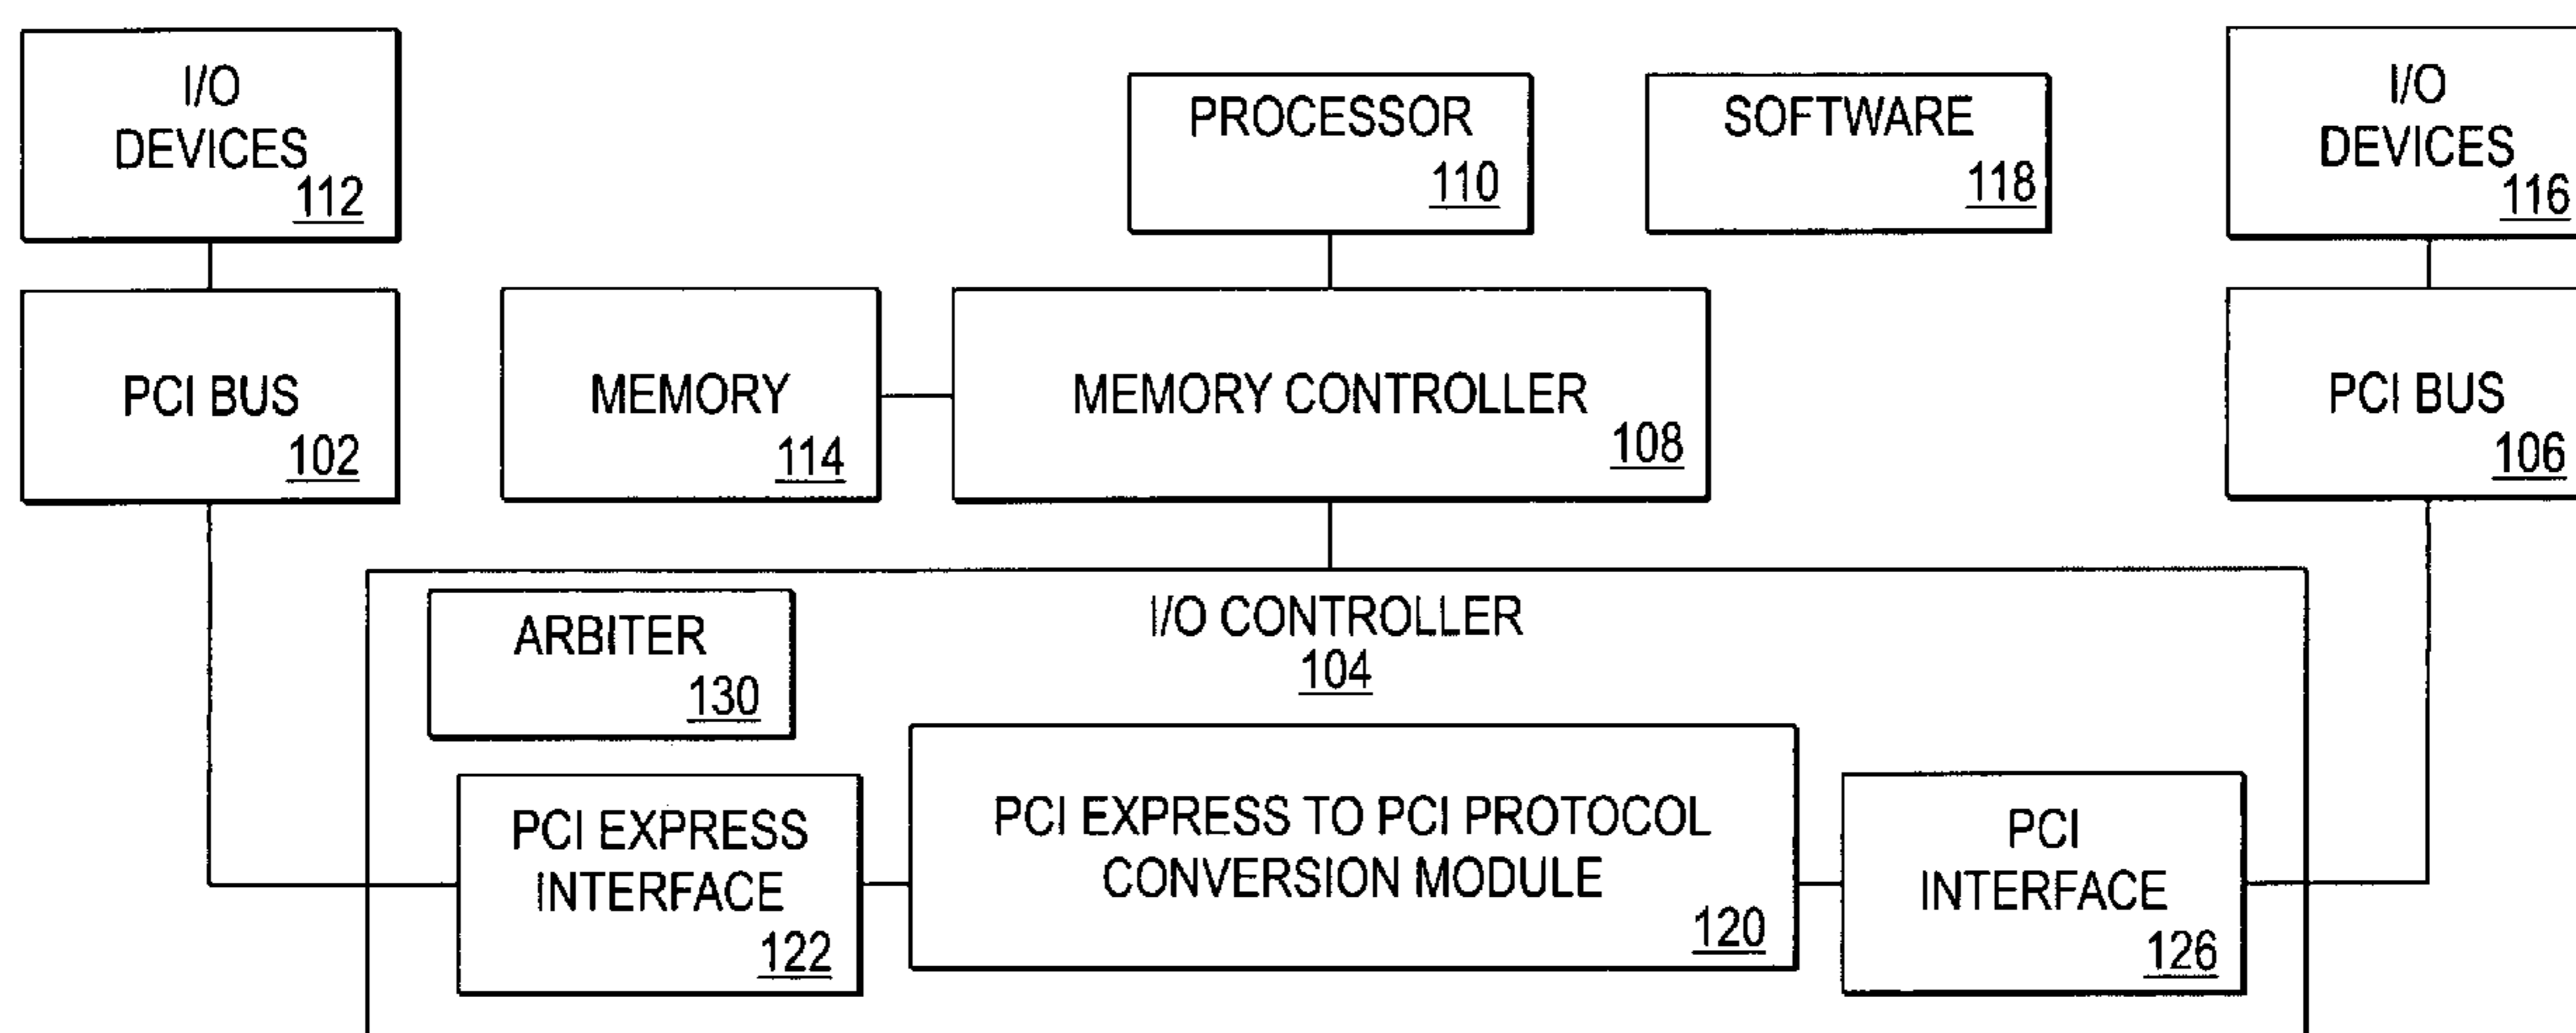 I/O
DEVICES
112
PROCESSOR
110
SOFTWARE
118
I/O
DEVICES
116
PCI BUS
102
MEMORY
114
MEMORY CONTROLLER
108
PCI BUS
106
I/O CONTROLLER
104
ARBITER
130
PCI EXPRESS
INTERFACE
122
PCI EXPRESS TO PCI PROTOCOL
CONVERSION MODULE
120
PCI
INTERFACE
126